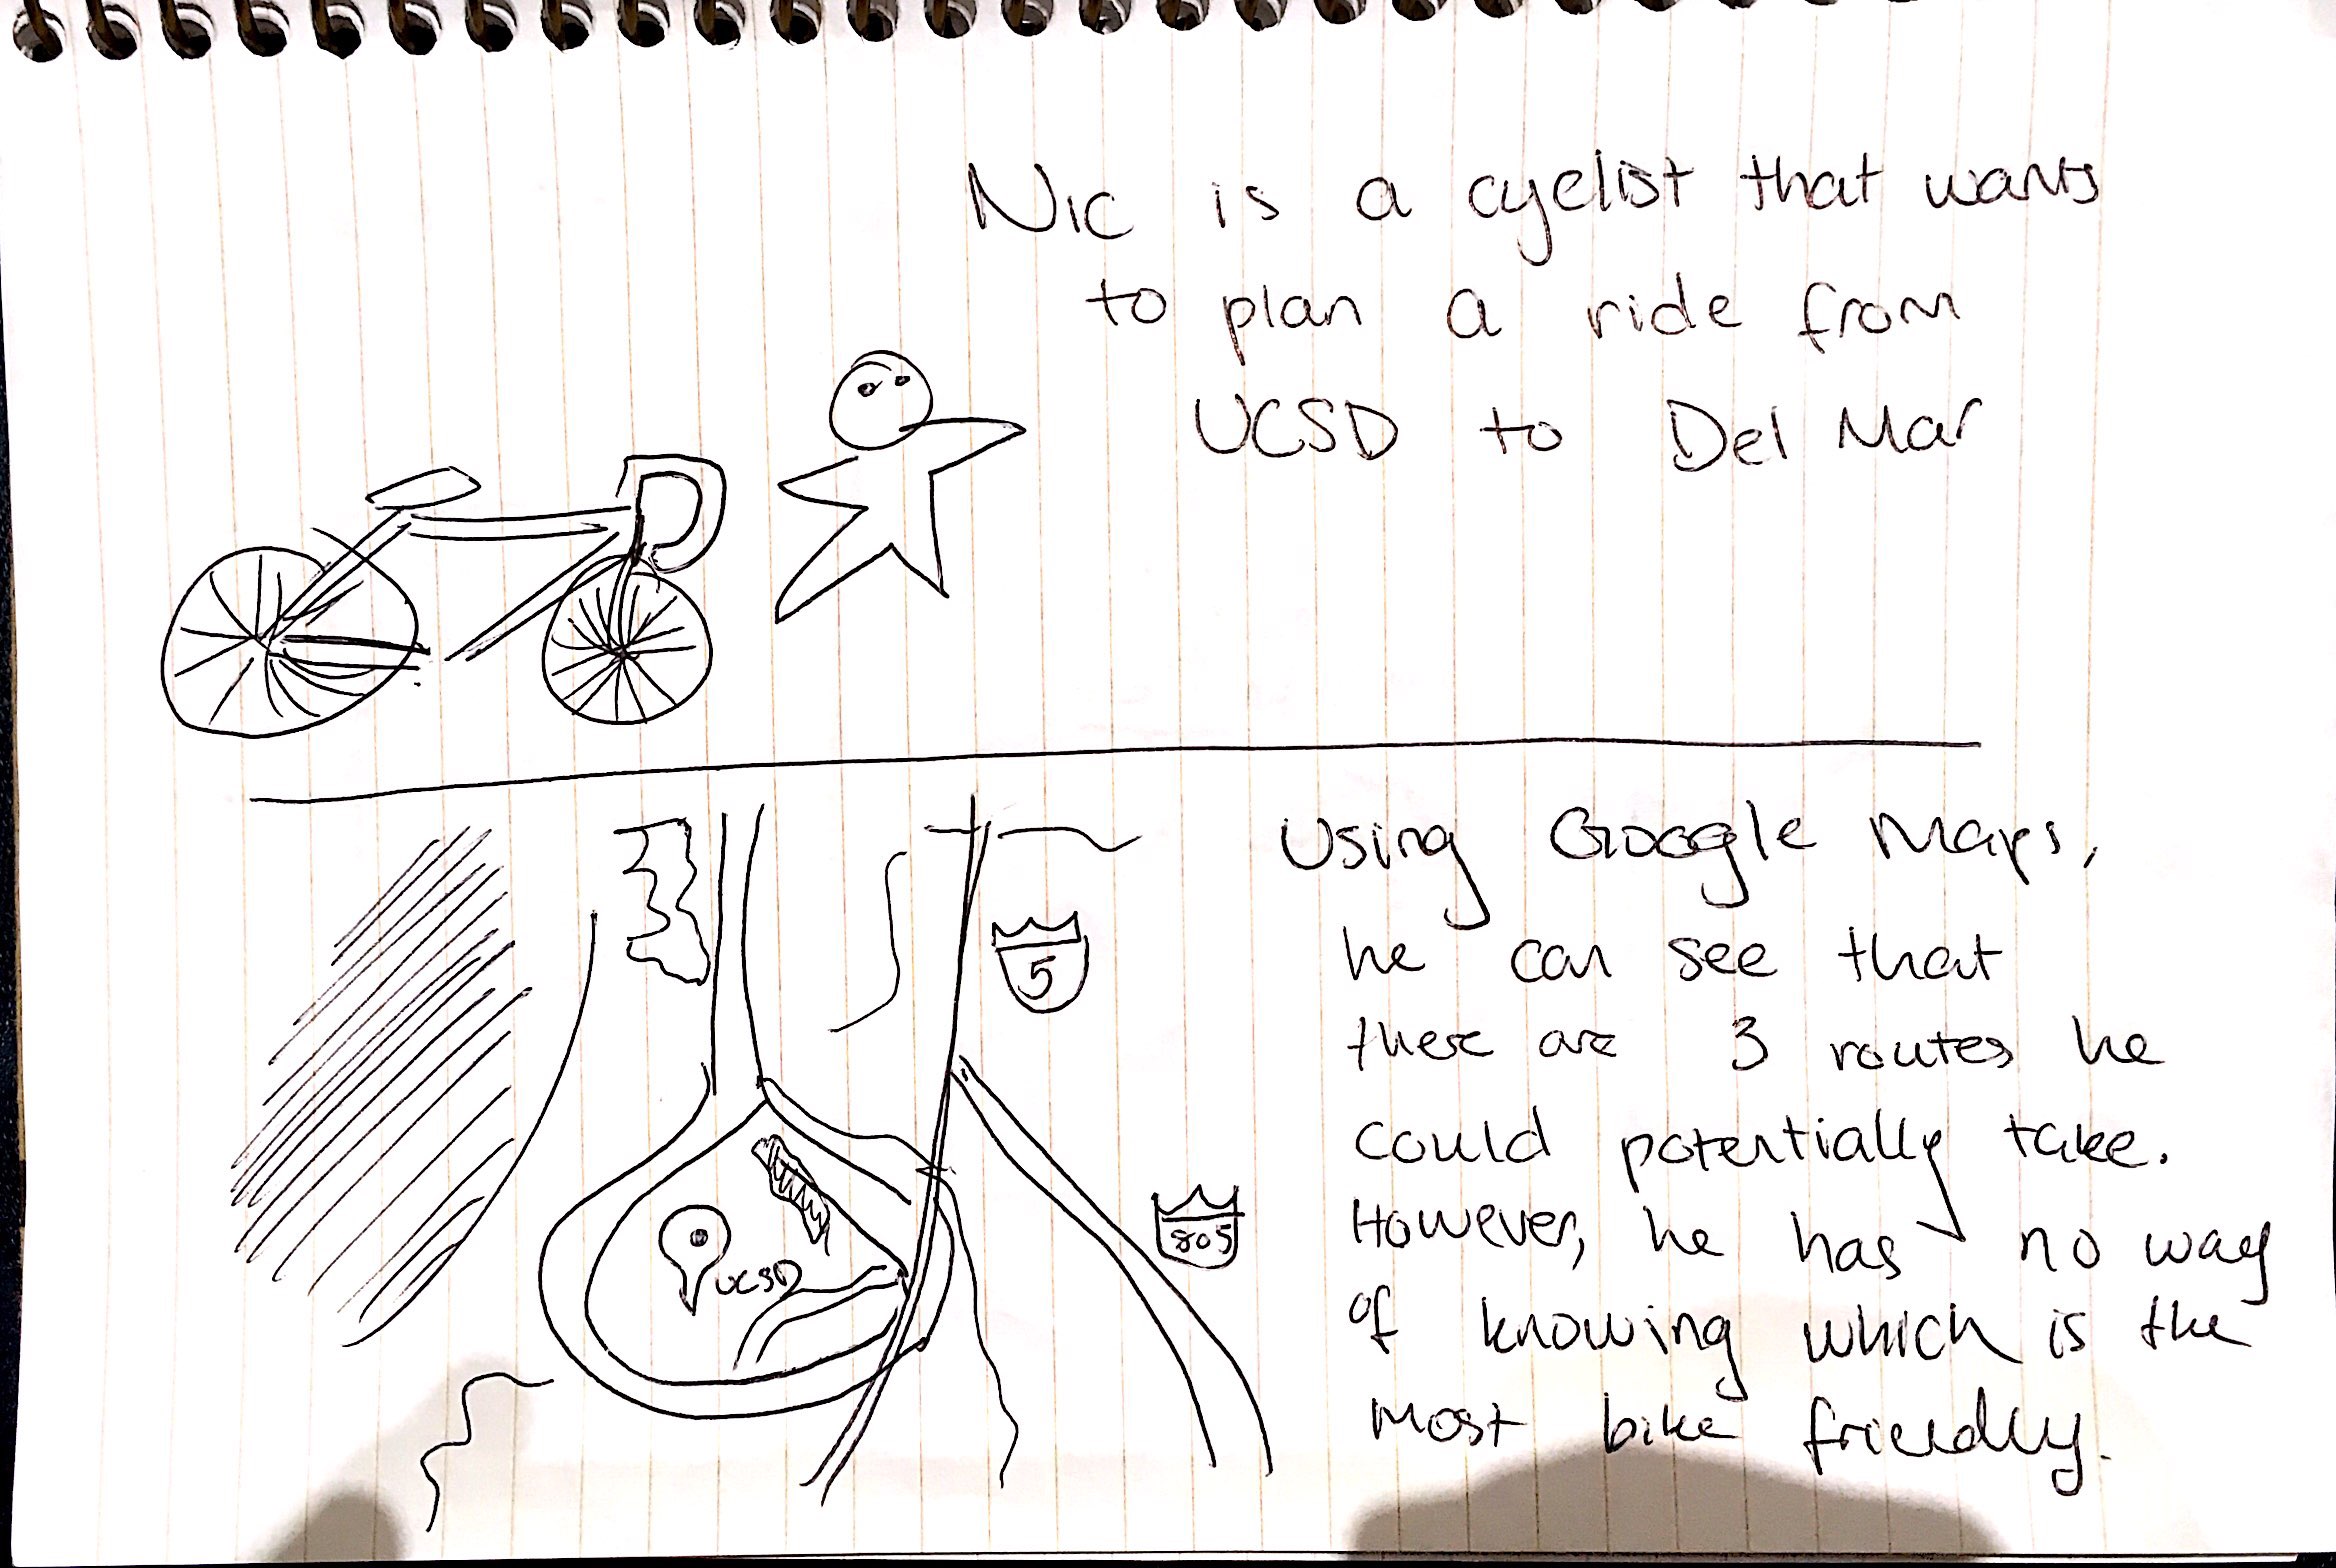 Nic is a cyclist that wants
to plan a ride from
UCSD to Del Mar
Using Google Maps,
he can see that
there are 3 routes he
could potentially take.
However, he has no way
of knowing which is the
most bike friendly.
5
805
UCSD